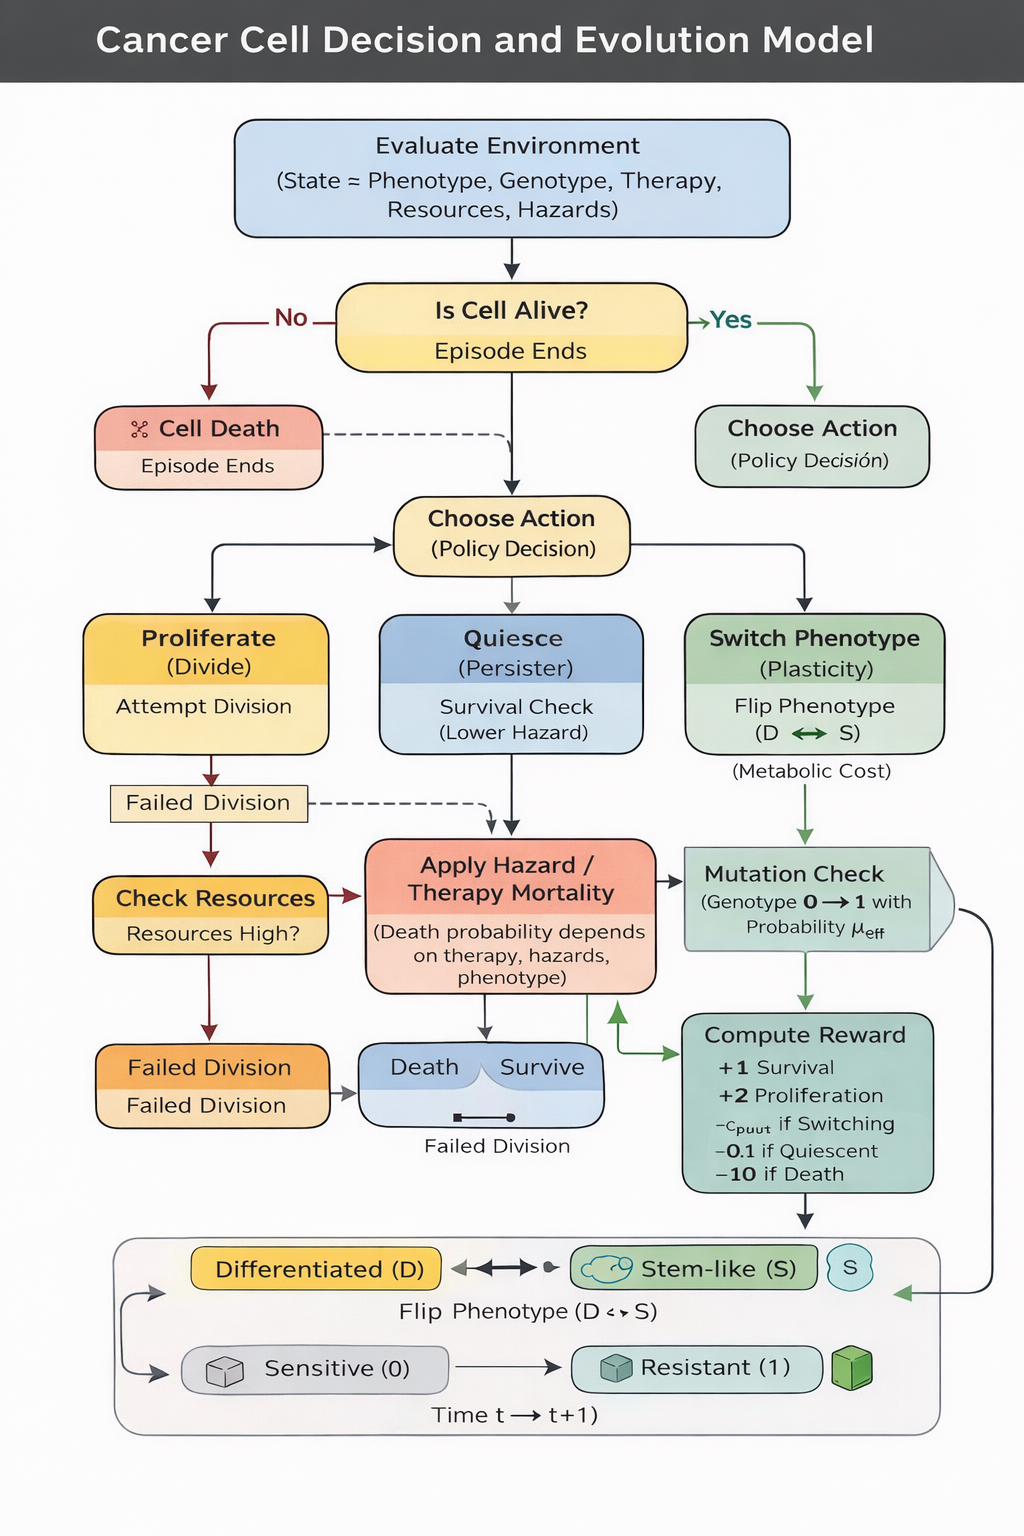 Cancer Cell Decision and Evolution Model
Evaluate Environment
(State = Phenotype, Genotype, Therapy,
Resources, Hazards)
Is Cell Alive?
Episode Ends
No
Yes
Cell Death
Episode Ends
Choose Action
(Policy Decisión)
Choose Action
(Policy Decision)
Proliferate
(Divide)
Attempt Division
Quiesce
(Persister)
Survival Check
(Lower Hazard)
Switch Phenotype
(Plasticity)
Flip Phenotype
(D ↔ S)
(Metabolic Cost)
Failed Division
Check Resources
Resources High?
Apply Hazard /
Therapy Mortality
(Death probability depends
on therapy, hazards,
phenotype)
Mutation Check
(Genotype 0 → 1 with
Probability μeff
Failed Division
Failed Division
Death Survive
Failed Division
Compute Reward
+1 Survival
+2 Proliferation
−cpuut if Switching
−0.1 if Quiescent
−10 if Death
Differentiated (D)
Stem-like (S)
S
Flip Phenotype (D ↔ S)
Sensitive (0)
Resistant (1)
Time t → t+1)